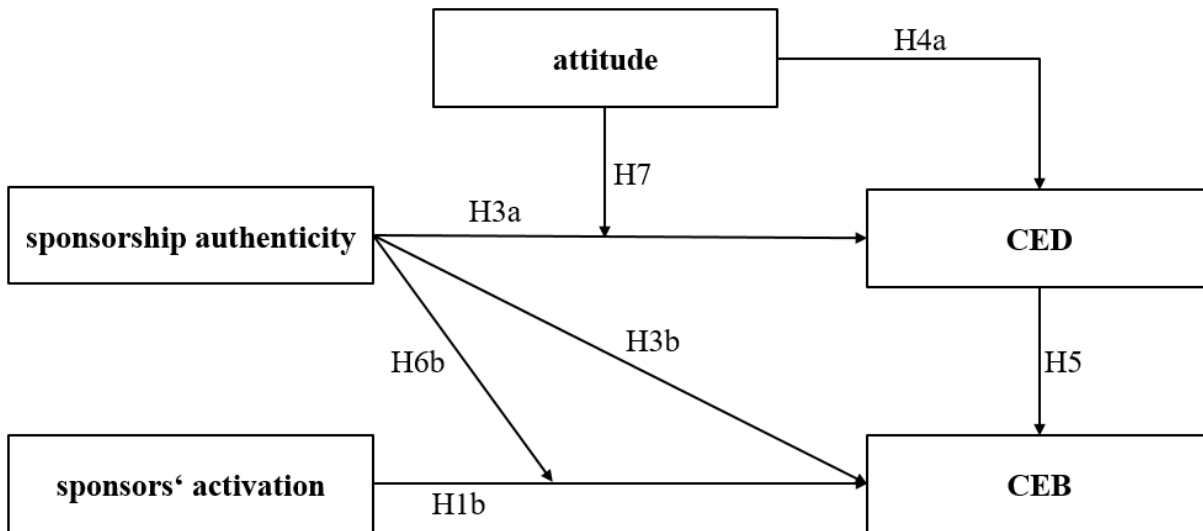 attitude
H4a
H7
H3a
sponsorship authenticity
CED
H3b
H6b
H5
sponsors‘ activation
H1b
CEB